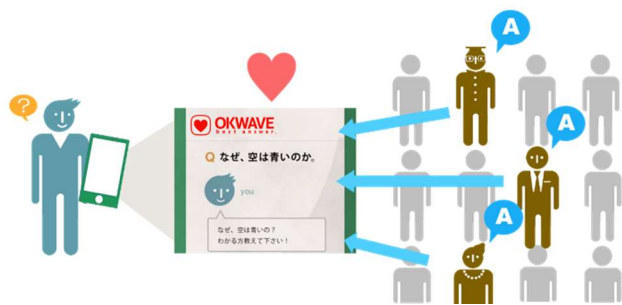 ?
OKWAVE
best answer.
Q なぜ、空は青いのか。
you
なぜ、空は青いの？
わかる方教えて下さい！
A
A
A